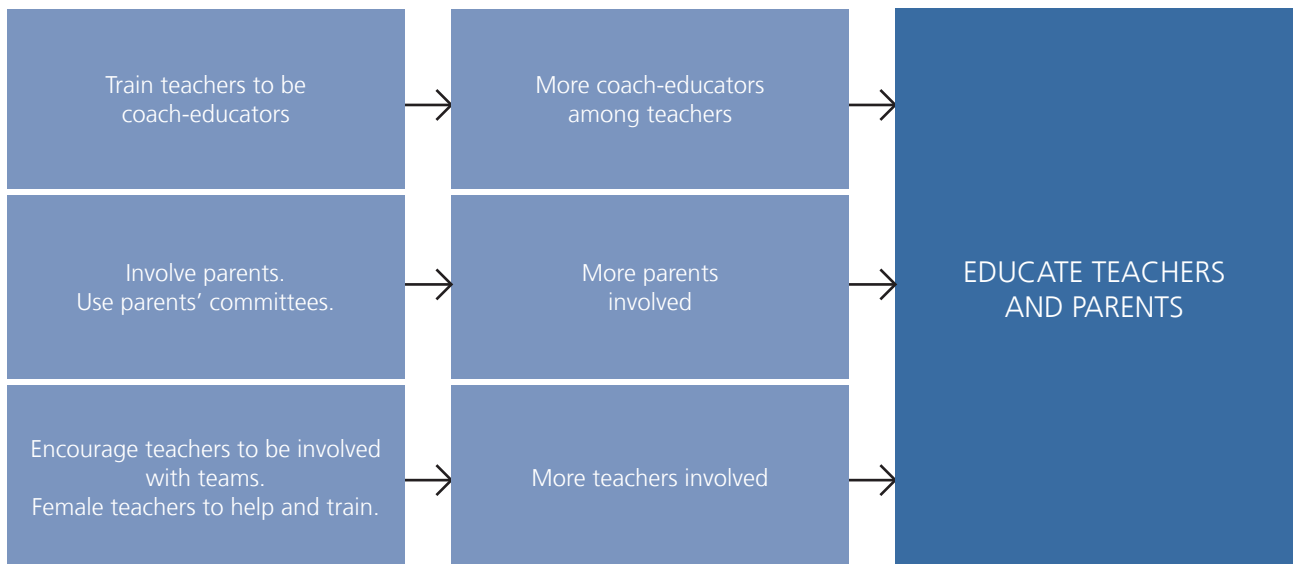 Train teachers to be
coach-educators
More coach-educators
among teachers
Involve parents.
Use parents’ committees.
More parents
involved
EDUCATE TEACHERS
AND PARENTS
Encourage teachers to be involved
with teams.
Female teachers to help and train.
More teachers involved